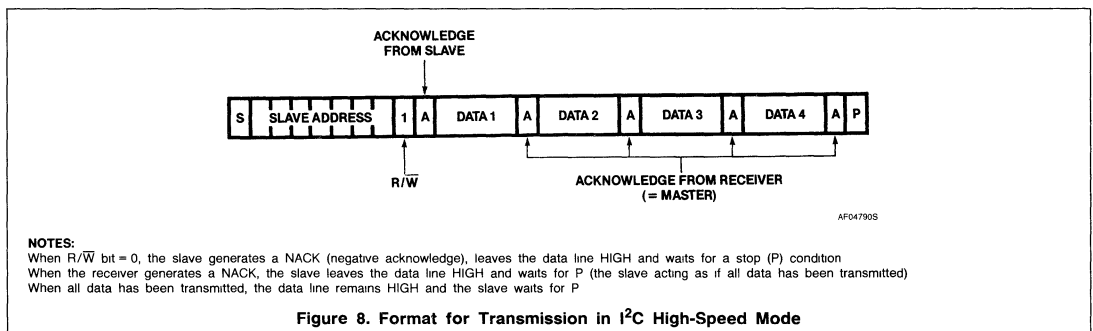 ACKNOWLEDGE
FROM SLAVE
S SLAVE ADDRESS 1 A DATA 1 A DATA 2 A DATA 3 A DATA 4 A P
R/W̅
ACKNOWLEDGE FROM RECEIVER
(= MASTER)
AF04790S
NOTES:
When R/W̅ bit = 0, the slave generates a NACK (negative acknowledge), leaves the data line HIGH and waits for a stop (P) condition
When the receiver generates a NACK, the slave leaves the data line HIGH and waits for P (the slave acting as if all data has been transmitted)
When all data has been transmitted, the data line remains HIGH and the slave waits for P
Figure 8. Format for Transmission in I²C High-Speed Mode